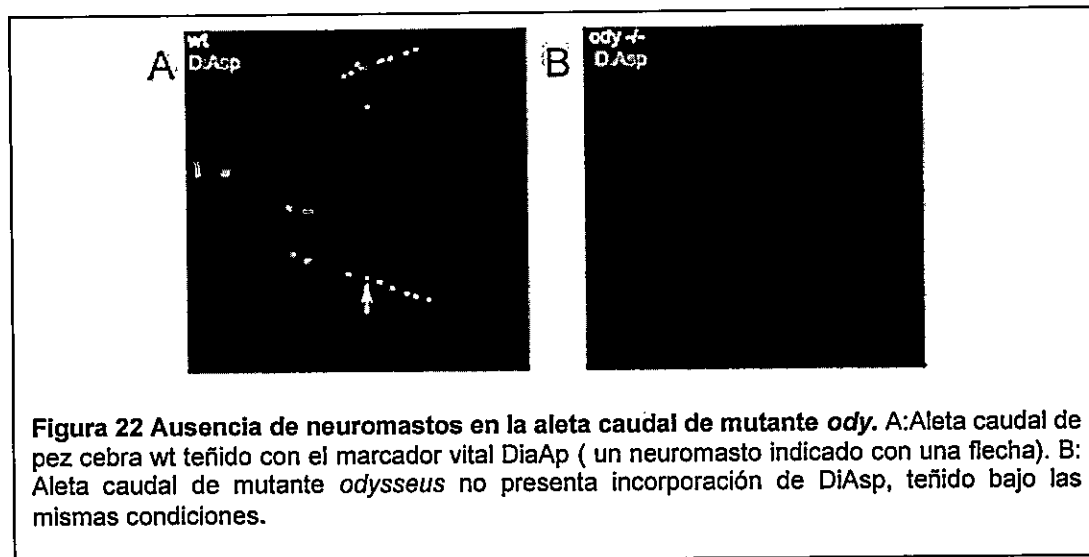 A
wt
D:Asp
B
ody -/-
D:Asp
Figura 22 Ausencia de neuromastos en la aleta caudal de mutante ody. A:Aleta caudal de
pez cebra wt teñido con el marcador vital DiaAp ( un neuromasto indicado con una flecha). B:
Aleta caudal de mutante odysseus no presenta incorporación de DiAsp, teñido bajo las
mismas condiciones.